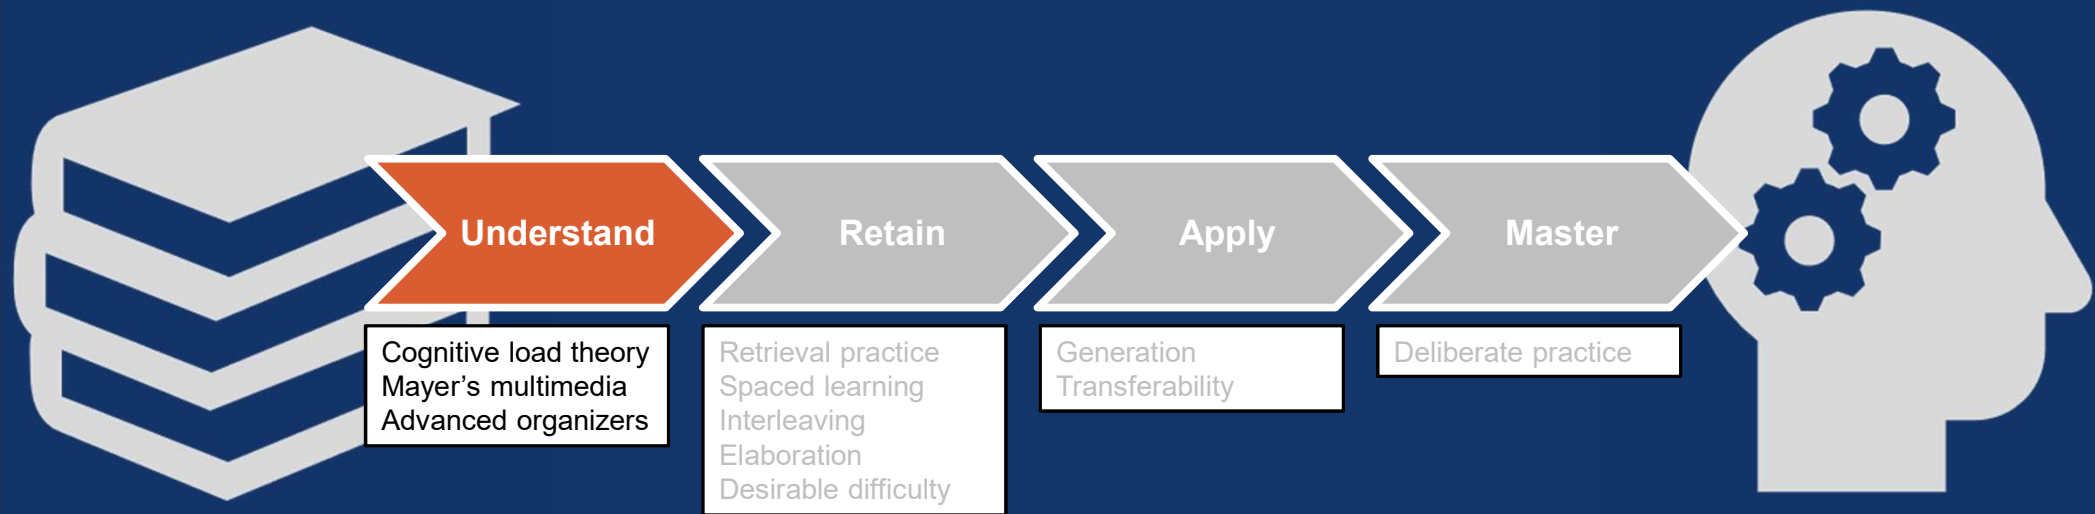 Understand
Retain
Apply
Master
Cognitive load theory
Mayer’s multimedia
Advanced organizers
Retrieval practice
Spaced learning
Interleaving
Elaboration
Desirable difficulty
Generation
Transferability
Deliberate practice